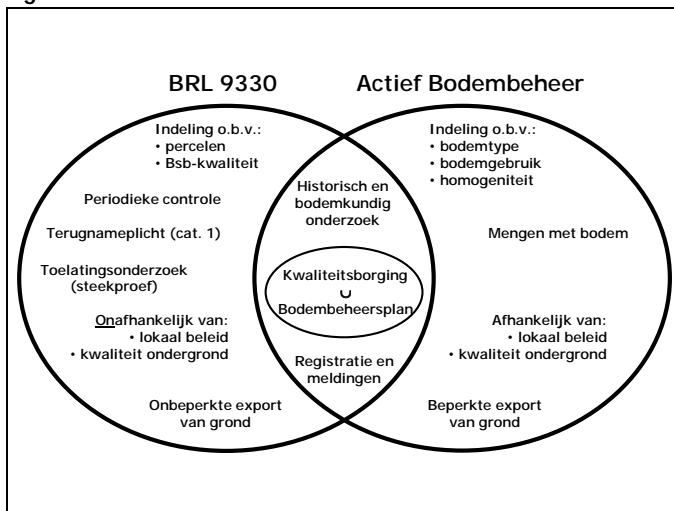 BRL 9330
Actief Bodembeheer
Indeling o.b.v.:
• percelen
• Bsb-kwaliteit
Periodieke controle
Terugnameplicht (cat. 1)
Toelatingsonderzoek
(steekproef)
Onafhankelijk van:
• lokaal beleid
• kwaliteit ondergrond
Onbeperkte export
van grond
Historisch en
bodemkundig
onderzoek
Kwaliteitsborging
∪
Bodembeheersplan
Registratie en
meldingen
Indeling o.b.v.:
• bodemtype
• bodemgebruik
• homogeniteit
Mengen met bodem
Afhankelijk van:
• lokaal beleid
• kwaliteit ondergrond
Beperkte export
van grond